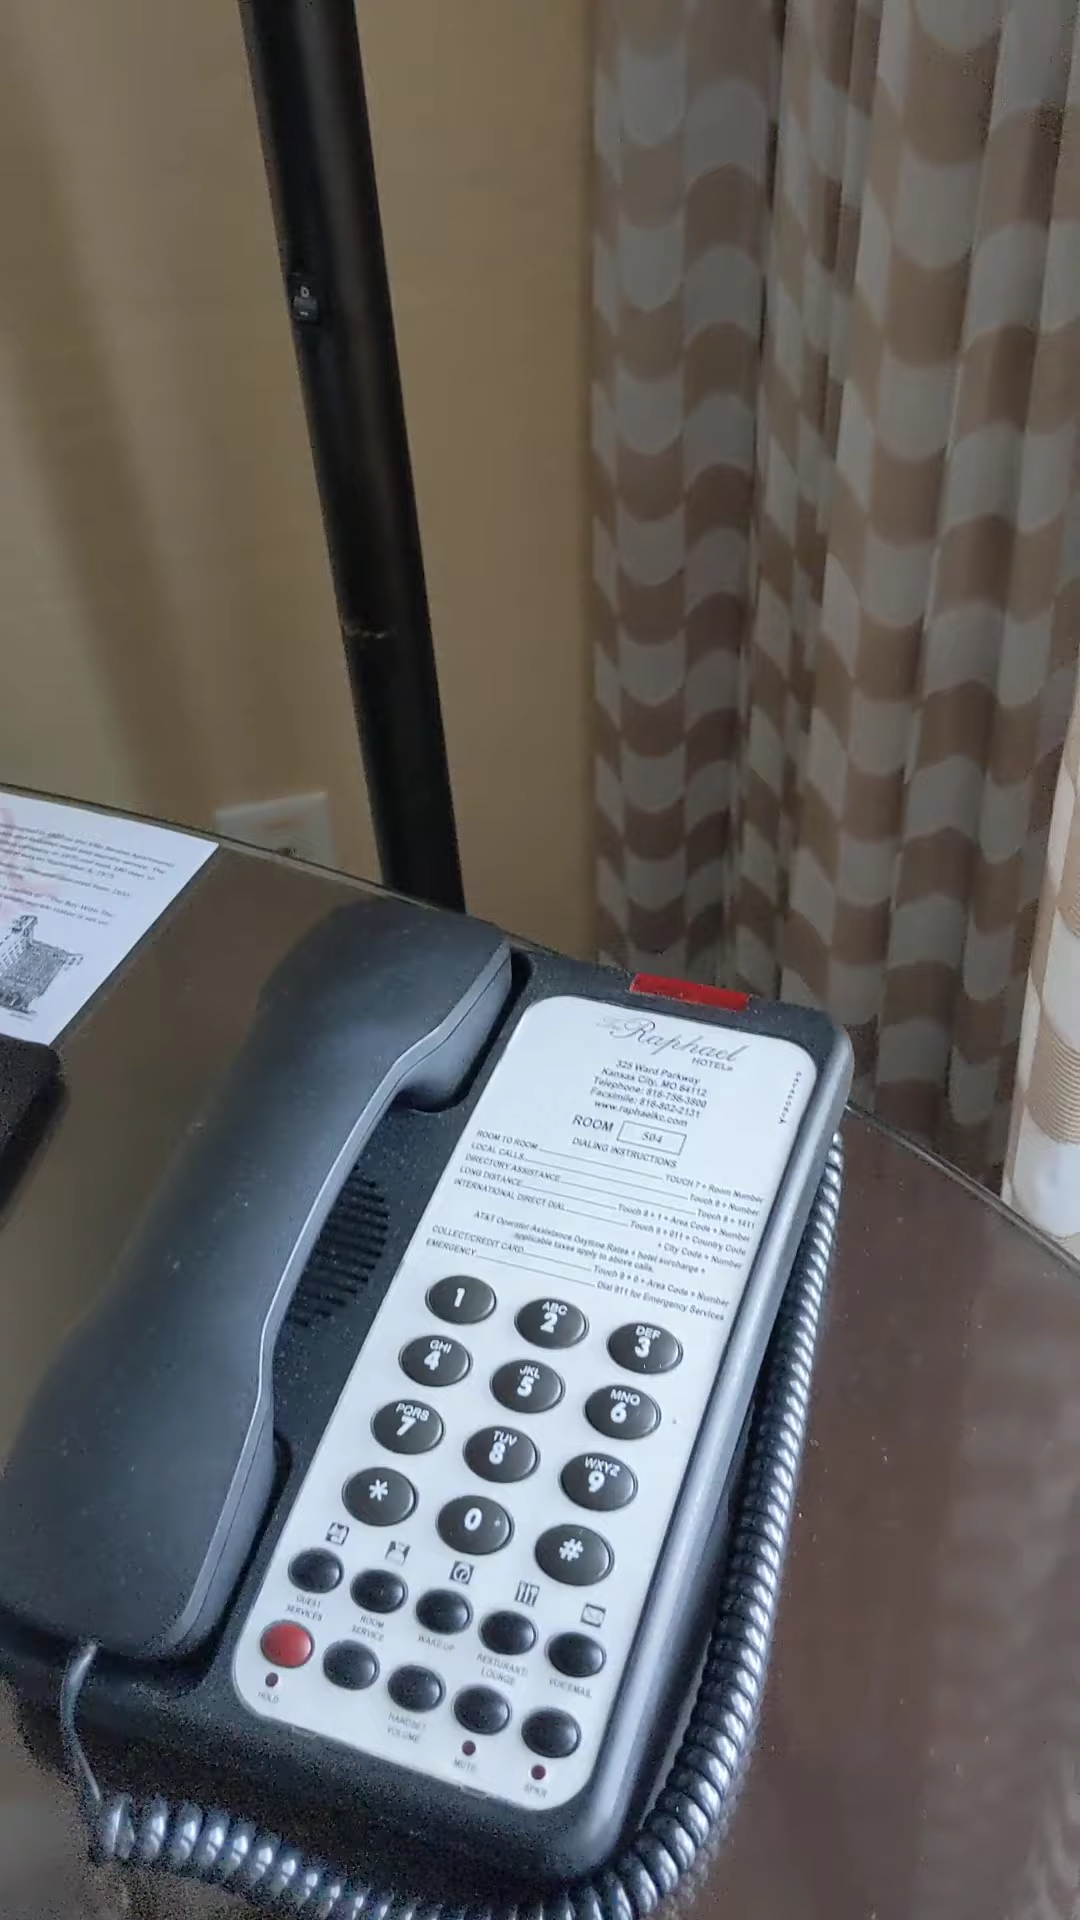 The Raphael
HOTEL
325 Ward Parkway
Kansas City, MO 64112
Telephone: 816-756-3800
Facsimile: 816-802-2131
www.raphaelkc.com
ROOM 504
DIALING INSTRUCTIONS
ROOM TO ROOM TOUCH 7 + Room Number
LOCAL CALLS Touch 9 + Number
DIRECTORY ASSISTANCE Touch 9 + 1411
LONG DISTANCE Touch 9 + 1 + Area Code + Number
INTERNATIONAL DIRECT DIAL Touch 9 + 011 + Country Code
+ City Code + Number
AT&T Operator Assistance Daytime Rates + hotel surcharge +
applicable taxes apply to above calls.
COLLECT/CREDIT CARD Touch 9 + 0 + Area Code + Number
EMERGENCY Dial 911 for Emergency Services
1
ABC
2
DEF
3
GHI
4
JKL
5
MNO
6
PQRS
7
TUV
8
WXYZ
9
*
0
#
GUEST
SERVICES
ROOM
SERVICE
WAKE-UP
RESTURANT/
LOUNGE
VOICEMAIL
HOLD
HANDSET
VOLUME
MUTE
SPKR